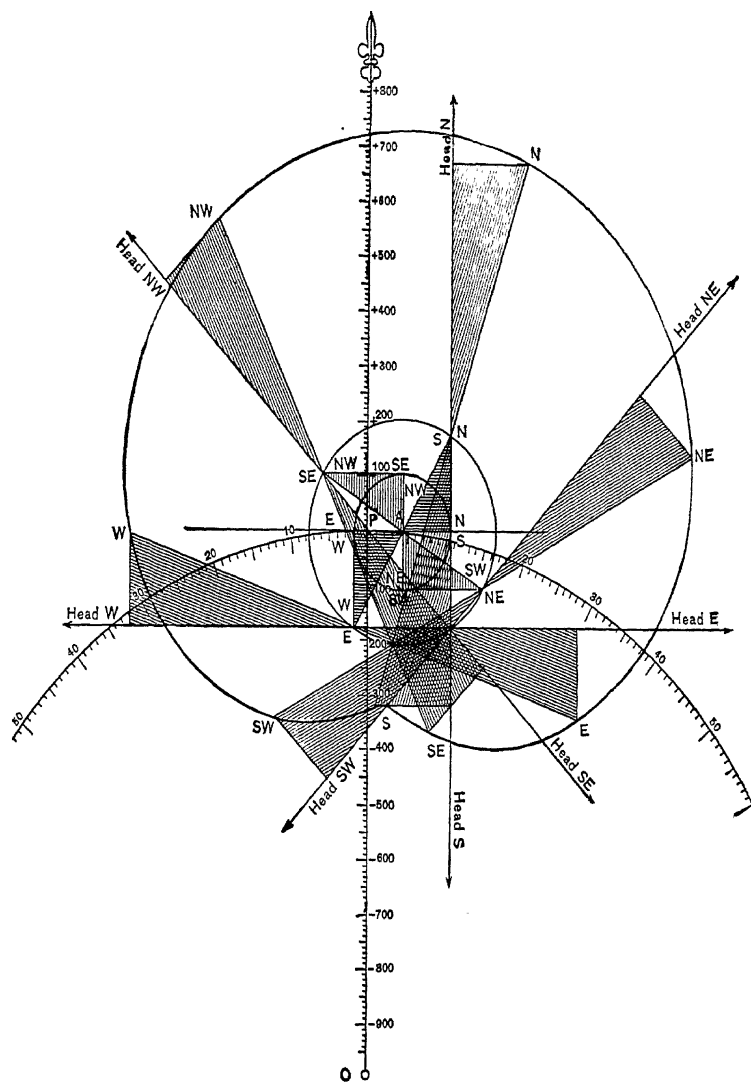 +800
Head N
+700
N
+600
NW
+500
Head NW
Head NE
+400
+300
+200
S N
NW 100 SE
SE
NW
NE
E P A N
W
W S
10
20
20
SW
NE
NE
30
30
W
Head W
E
Head E
40
200
40
300
SW
S
E
50
SE
50
-400
Head SW
Head SE
-500
Head S
-600
-700
-800
-900
O O